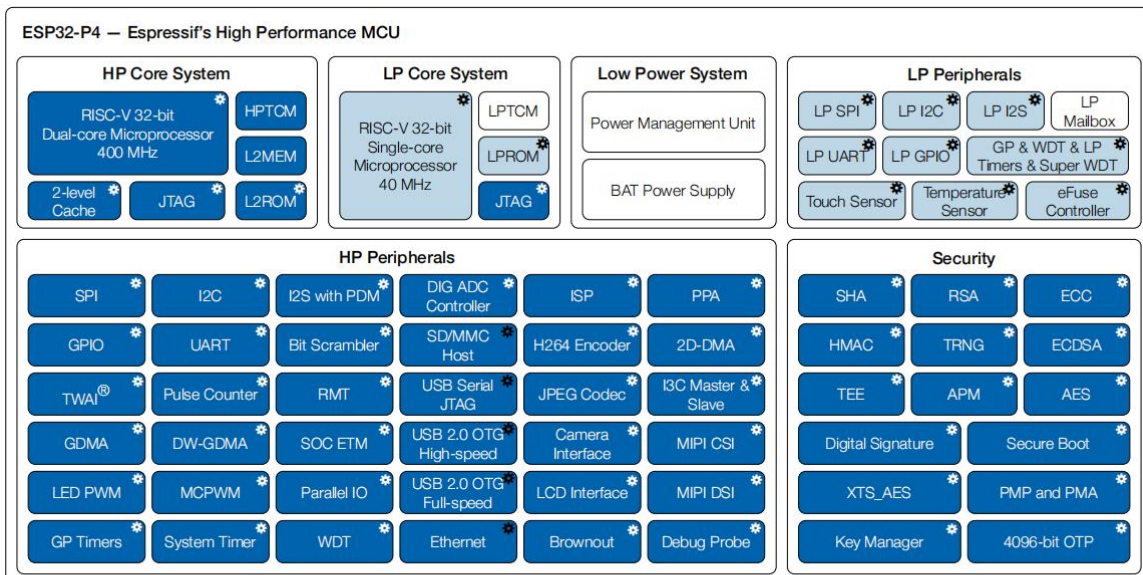 ESP32-P4 — Espressif's High Performance MCU
HP Core System
RISC-V 32-bit
Dual-core Microprocessor
400 MHz
HPTCM
L2MEM
2-level
Cache
JTAG
L2ROM
LP Core System
RISC-V 32-bit
Single-core
Microprocessor
40 MHz
LPTCM
LPROM
JTAG
Low Power System
Power Management Unit
BAT Power Supply
LP Peripherals
LP SPI
LP I2C
LP I2S
LP
Mailbox
LP UART
LP GPIO
GP & WDT & LP
Timers & Super WDT
Touch Sensor
Temperature
Sensor
eFuse
Controller
HP Peripherals
SPI
I2C
I2S with PDM
DIG ADC
Controller
ISP
PPA
GPIO
UART
Bit Scrambler
SD/MMC
Host
H264 Encoder
2D-DMA
TWAI®
Pulse Counter
RMT
USB Serial
JTAG
JPEG Codec
I3C Master &
Slave
GDMA
DW-GDMA
SOC ETM
USB 2.0 OTG
High-speed
Camera
Interface
MIPI CSI
LED PWM
MCPWM
Parallel IO
USB 2.0 OTG
Full-speed
LCD Interface
MIPI DSI
GP Timers
System Timer
WDT
Ethernet
Brownout
Debug Probe
Security
SHA
RSA
ECC
HMAC
TRNG
ECDSA
TEE
APM
AES
Digital Signature
Secure Boot
XTS_AES
PMP and PMA
Key Manager
4096-bit OTP